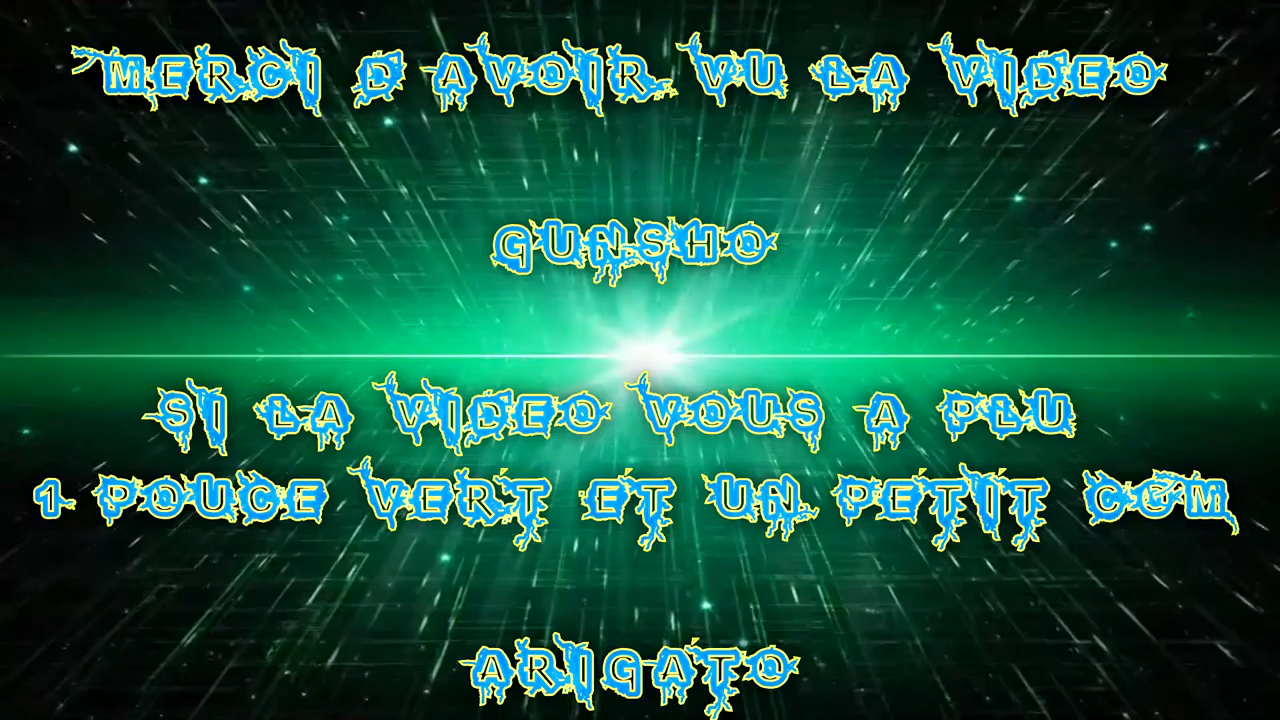 MERCI D AVOIR VU LA VIDEO
GUNSHO
SI LA VIDEO VOUS A PLU
1 POUCE VERT ET UN PETIT COM
ARIGATO